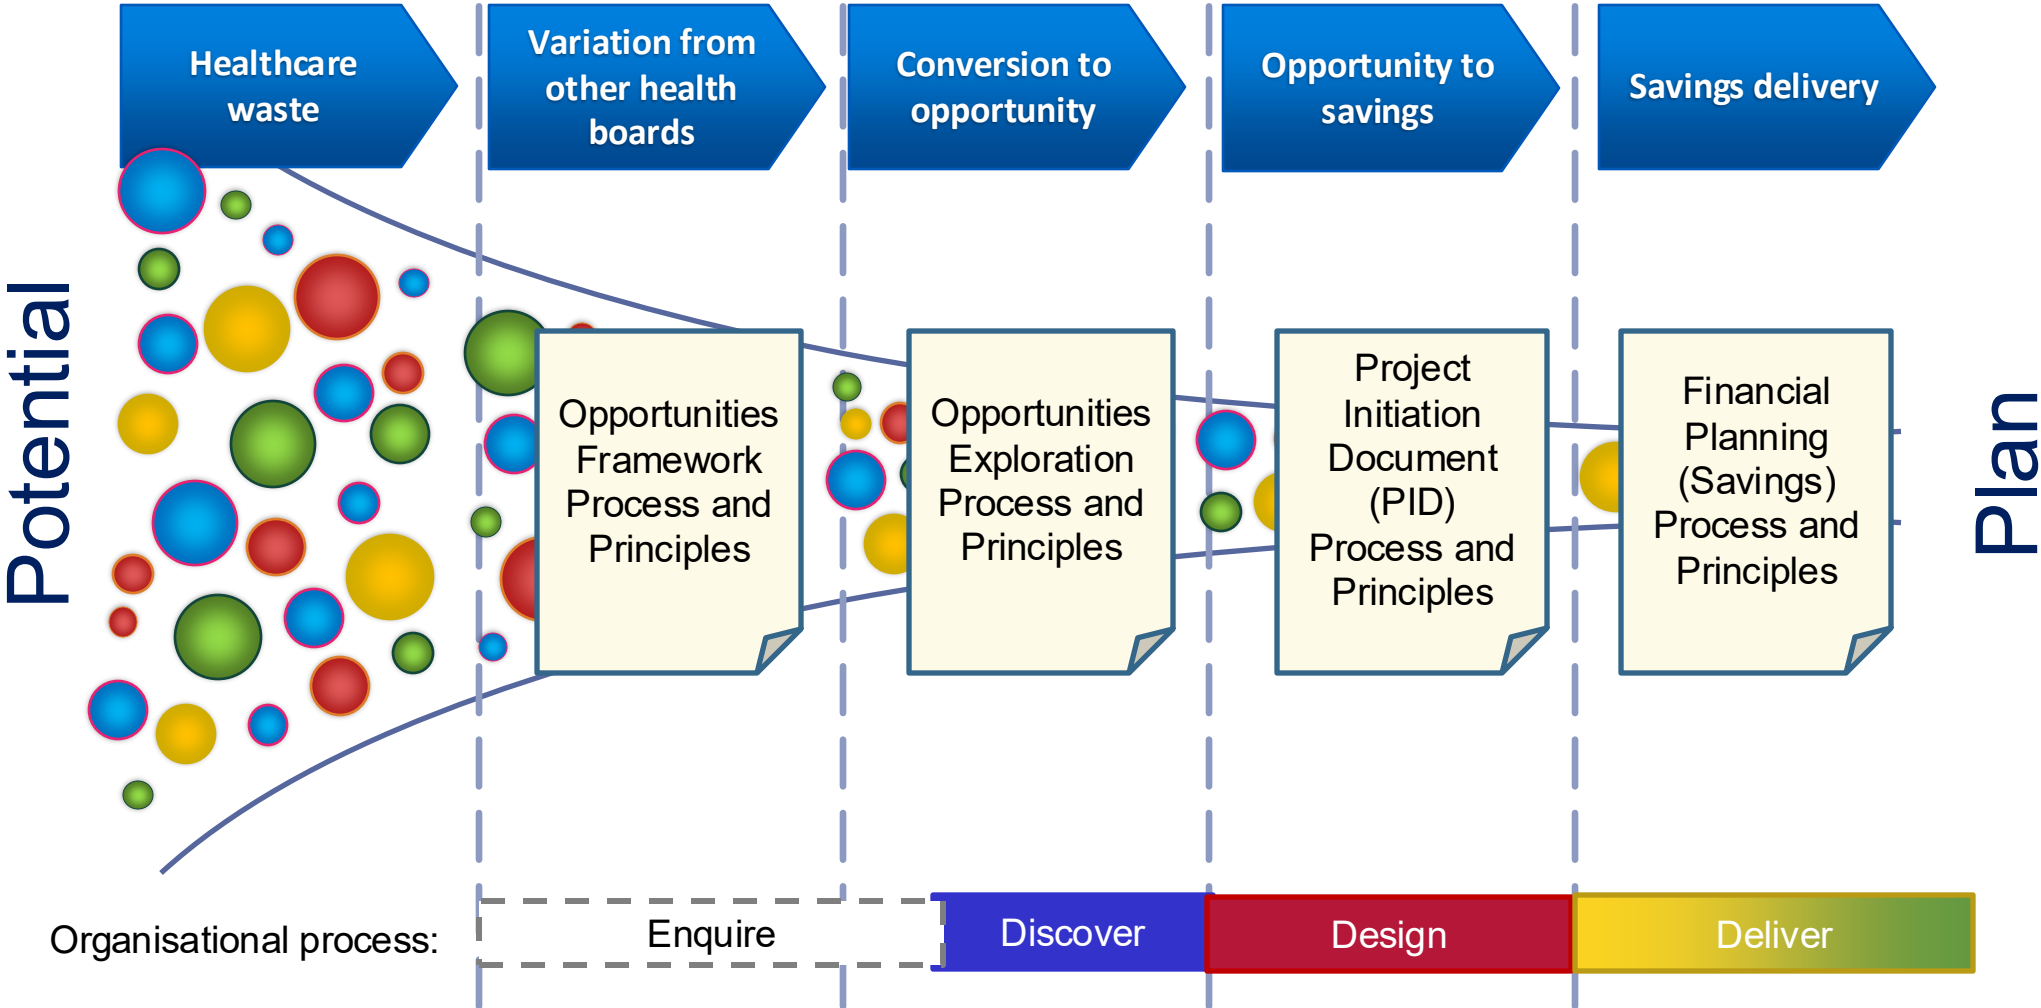 Healthcare
waste
Variation from
other health
boards
Conversion to
opportunity
Opportunity to
savings
Savings delivery
Potential
Opportunities
Framework
Process and
Principles
Opportunities
Exploration
Process and
Principles
Project
Initiation
Document
(PID)
Process and
Principles
Financial
Planning
(Savings)
Process and
Principles
Plan
Organisational process:
Enquire
Discover
Design
Deliver